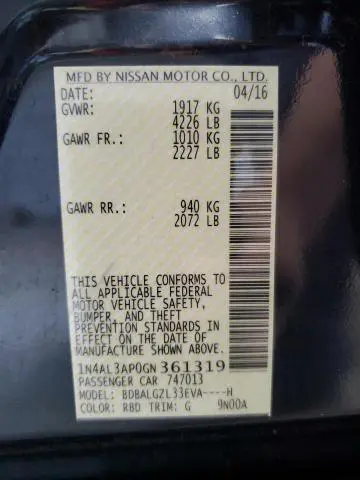 MFD BY NISSAN MOTOR CO., LTD.
DATE: 04/16
GVWR: 1917 KG
4226 LB
GAWR FR.: 1010 KG
2227 LB
GAWR RR.: 940 KG
2072 LB
THIS VEHICLE CONFORMS TO
ALL APPLICABLE FEDERAL
MOTOR VEHICLE SAFETY,
BUMPER, AND THEFT
PREVENTION STANDARDS
IN EFFECT ON THE DATE OF
MANUFACTURE SHOWN ABOVE.
1N4AL3AP0GN361319
PASSENGER CAR 747013
MODEL: BDBALGZL33EVA----H
COLOR: RBD TRIM: G 9N00A